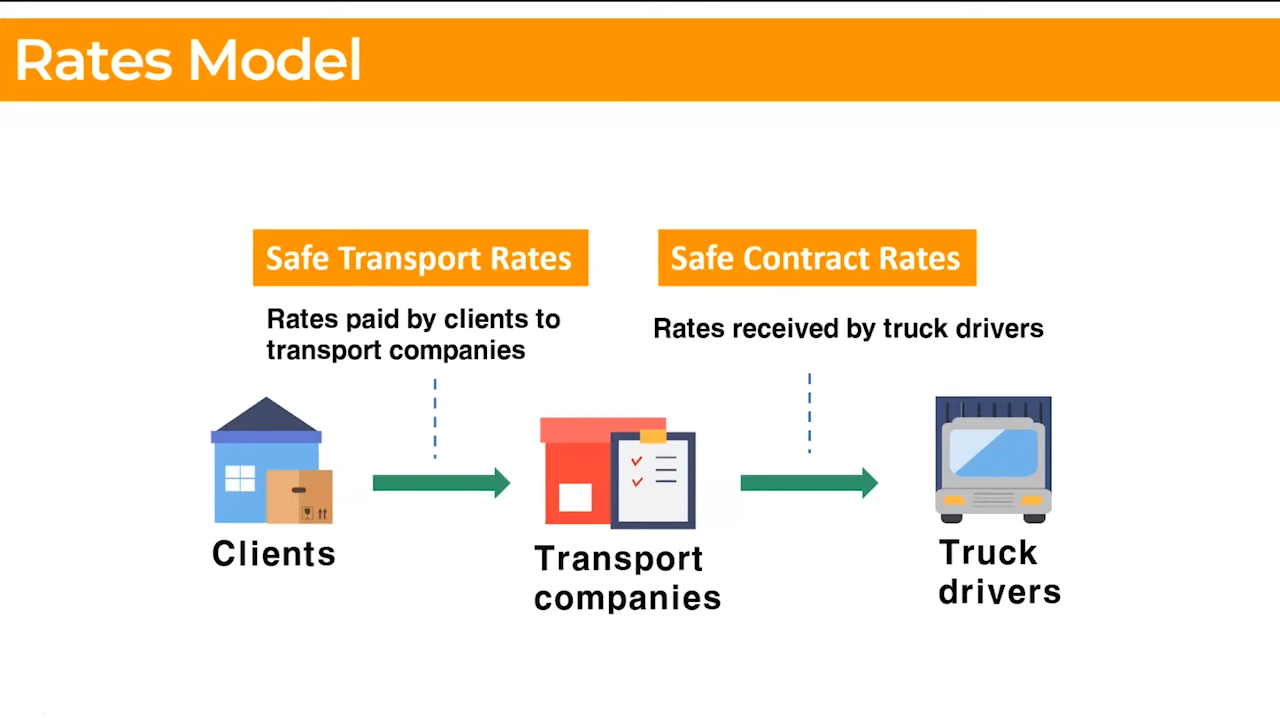 Rates Model
Safe Transport Rates
Rates paid by clients to
transport companies
Safe Contract Rates
Rates received by truck drivers
Clients
Transport
companies
Truck
drivers